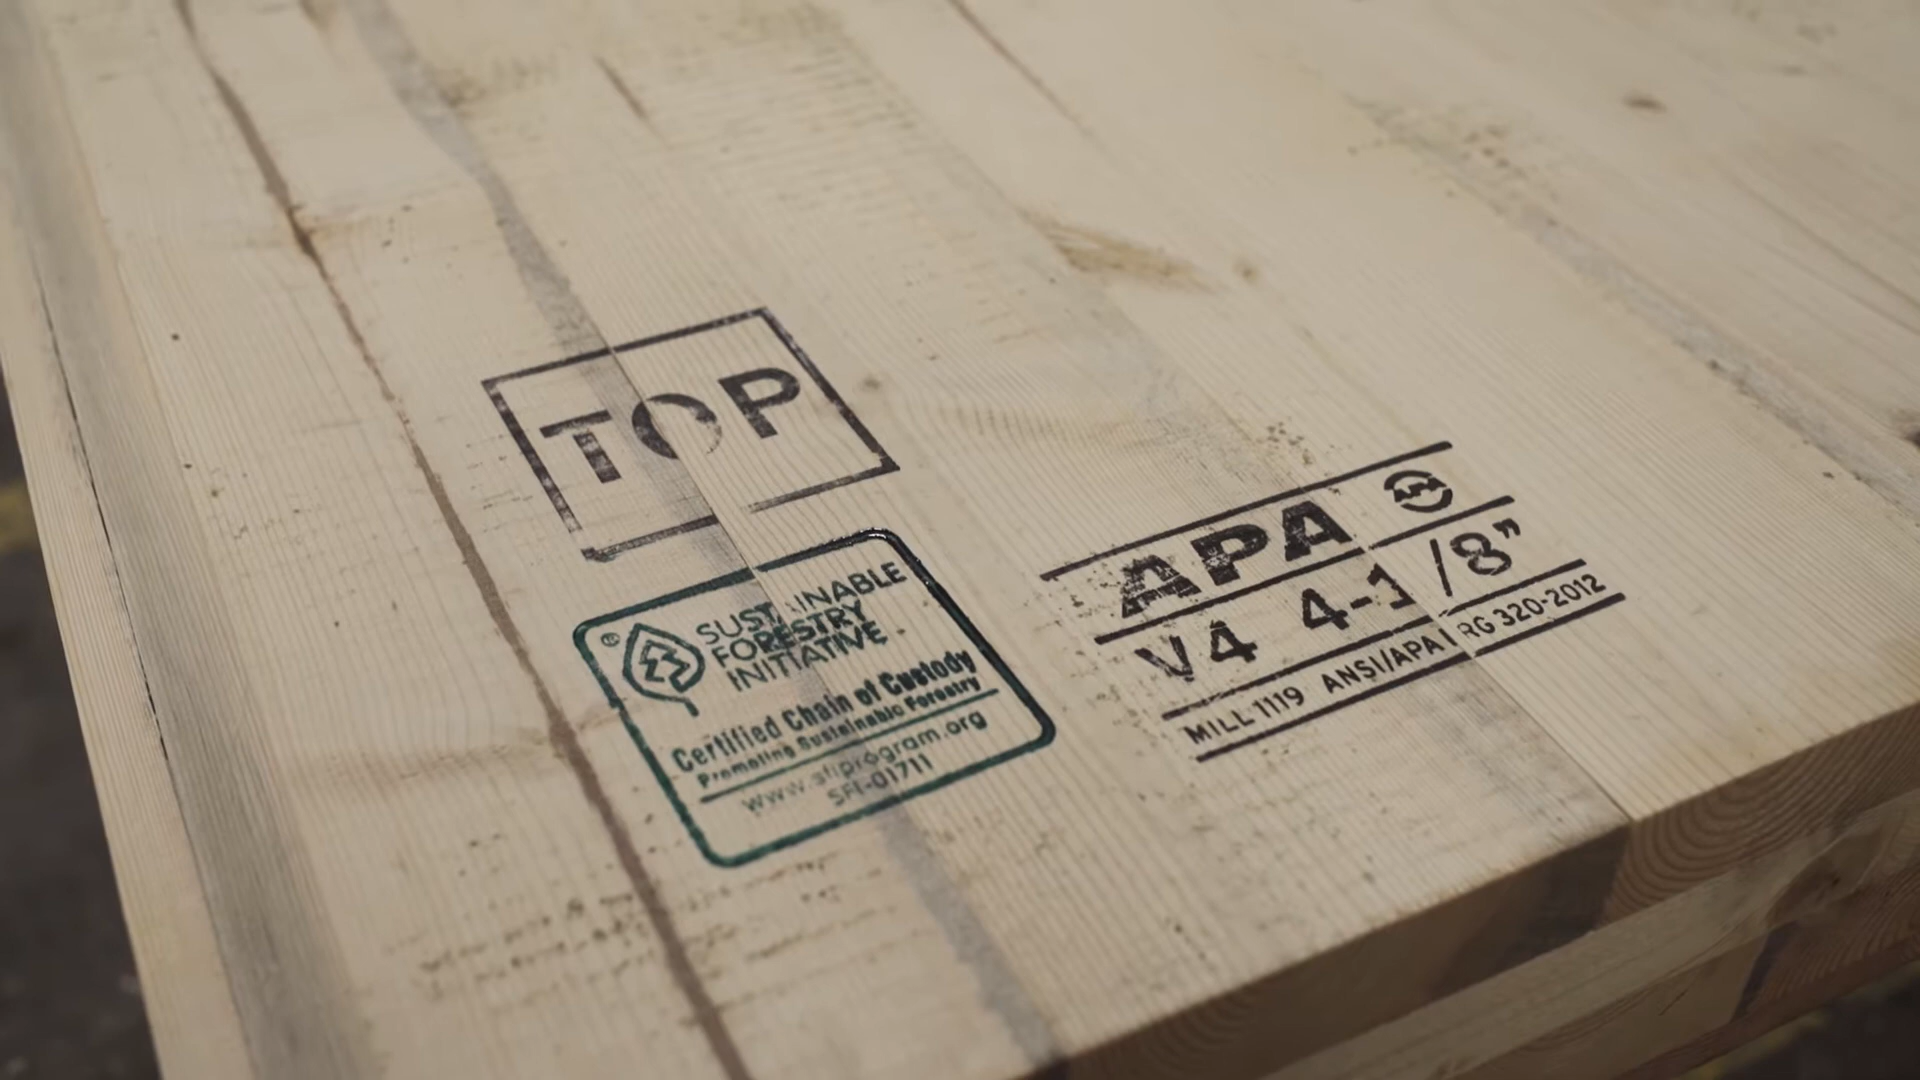 TOP
SUSTAINABLE
FORESTRY
INITIATIVE
®
Certified Chain of Custody
Promoting Sustainable Forestry
www.sfiprogram.org
SFI-01711
APA
APA
V4 4-1/8”
MILL 1119 ANSI/APA PRG 320-2012